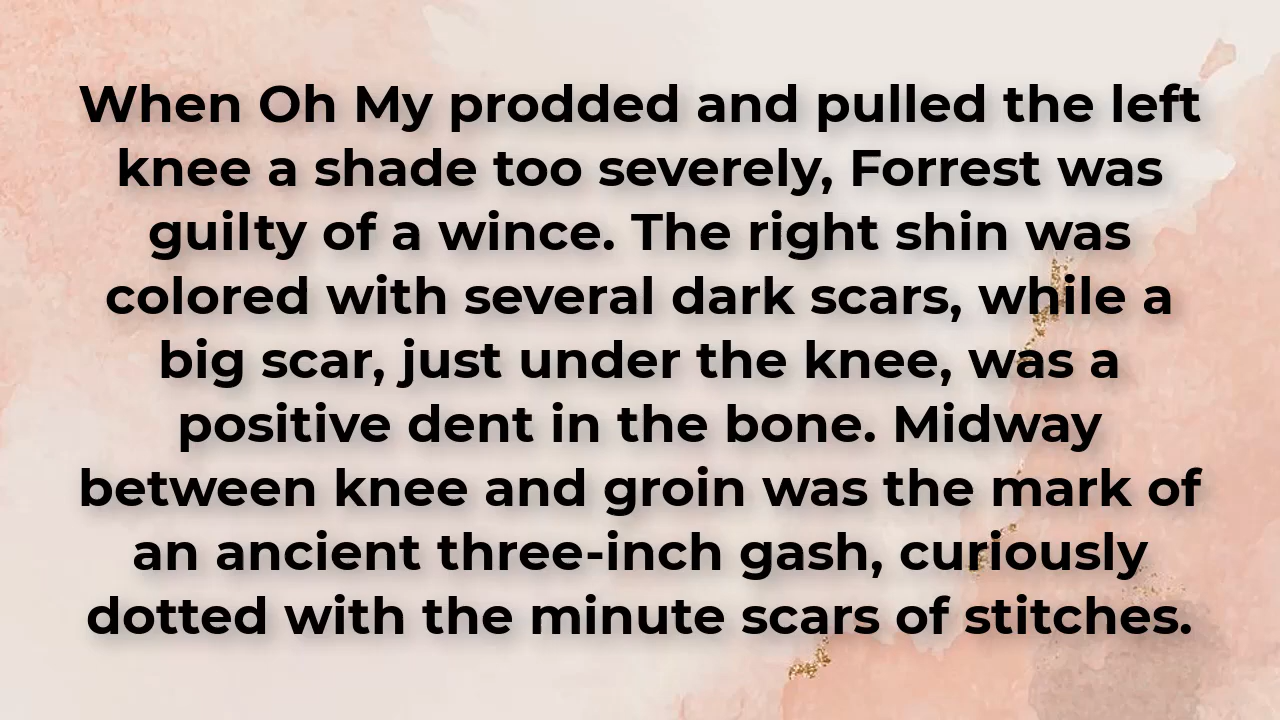 When Oh My prodded and pulled the left
knee a shade too severely, Forrest was
guilty of a wince. The right shin was
colored with several dark scars, while a
big scar, just under the knee, was a
positive dent in the bone. Midway
between knee and groin was the mark of
an ancient three-inch gash, curiously
dotted with the minute scars of stitches.